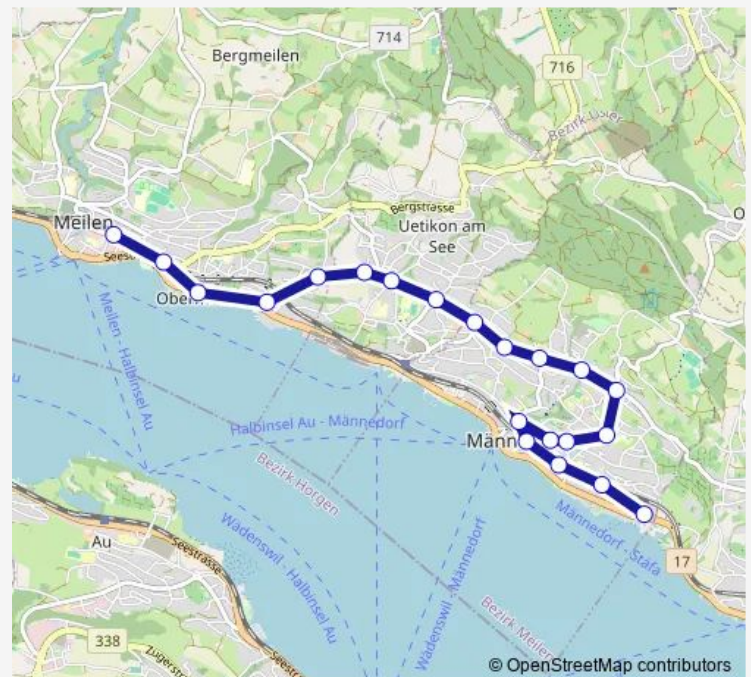 714
Bergmeilen
716
Bezirk Uster
Bergstrasse
Meilen
Uetikon am
See
O
Meilen - Halbinsel Au
Halbinsel Au - Männedorf
Männ
Bezirk Horgen
Männedorf - Stäfa
17
Au
Seestrasse
Wädenswil - Halbinsel Au
Wädenswil - Männedorf
Bezirk Meilen
338
Zugerstr
Seestr
© OpenStreetMap contributors